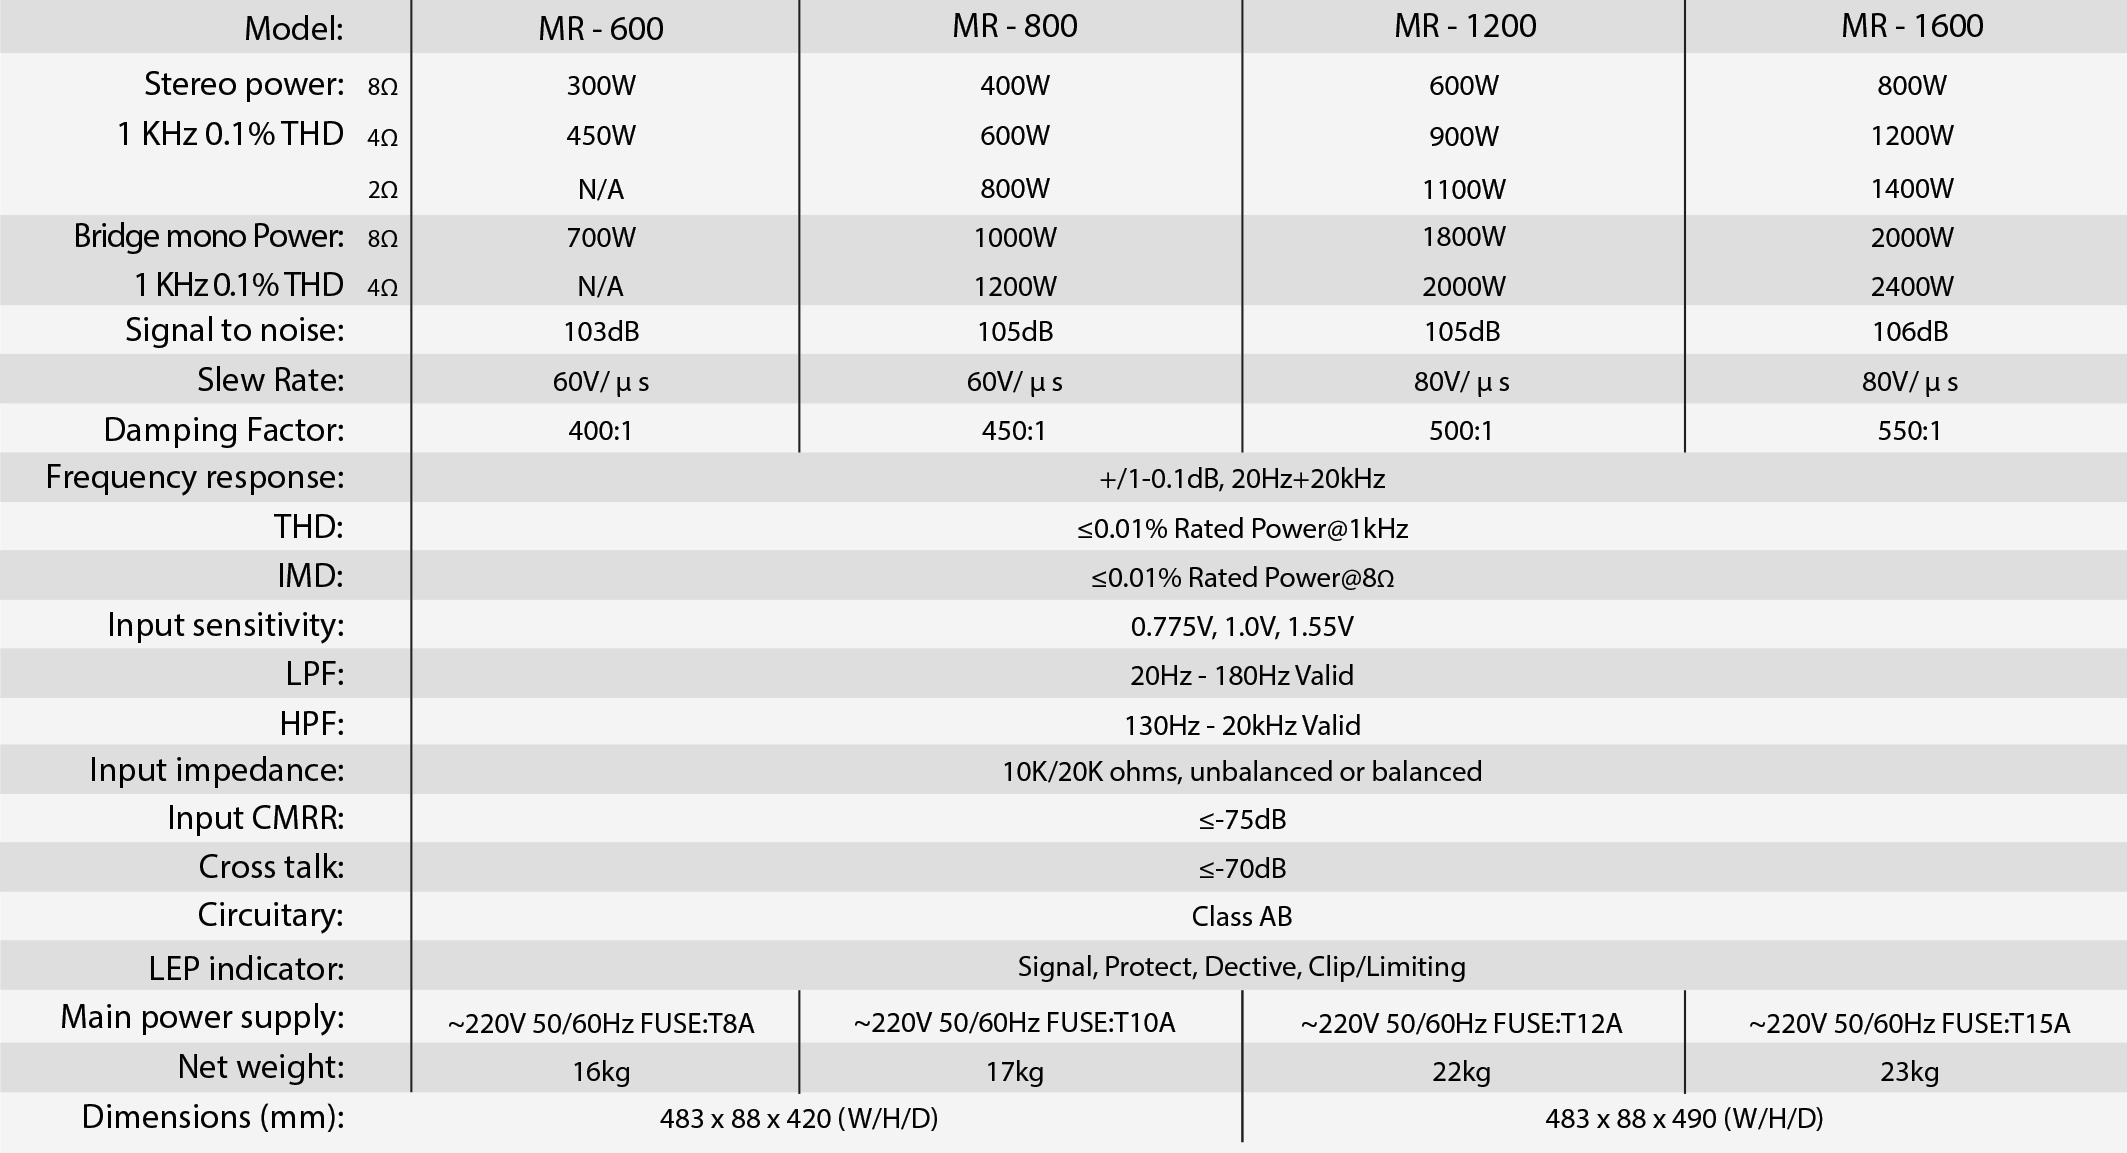 Model: MR - 600 MR - 800 MR - 1200 MR - 1600
Stereo power: 8Ω 300W 400W 600W 800W
1 KHz 0.1% THD 4Ω 450W 600W 900W 1200W
2Ω N/A 800W 1100W 1400W
Bridge mono Power: 8Ω 700W 1000W 1800W 2000W
1 KHz 0.1% THD 4Ω N/A 1200W 2000W 2400W
Signal to noise: 103dB 105dB 105dB 106dB
Slew Rate: 60V/ µ s 60V/ µ s 80V/ µ s 80V/ µ s
Damping Factor: 400:1 450:1 500:1 550:1
Frequency response: +/1-0.1dB, 20Hz+20kHz
THD: ≤0.01% Rated Power@1kHz
IMD: ≤0.01% Rated Power@8Ω
Input sensitivity: 0.775V, 1.0V, 1.55V
LPF: 20Hz - 180Hz Valid
HPF: 130Hz - 20kHz Valid
Input impedance: 10K/20K ohms, unbalanced or balanced
Input CMRR: ≤-75dB
Cross talk: ≤-70dB
Circuitary: Class AB
LEP indicator: Signal, Protect, Dective, Clip/Limiting
Main power supply: ~220V 50/60Hz FUSE:T8A ~220V 50/60Hz FUSE:T10A ~220V 50/60Hz FUSE:T12A ~220V 50/60Hz FUSE:T15A
Net weight: 16kg 17kg 22kg 23kg
Dimensions (mm): 483 x 88 x 420 (W/H/D) 483 x 88 x 490 (W/H/D)